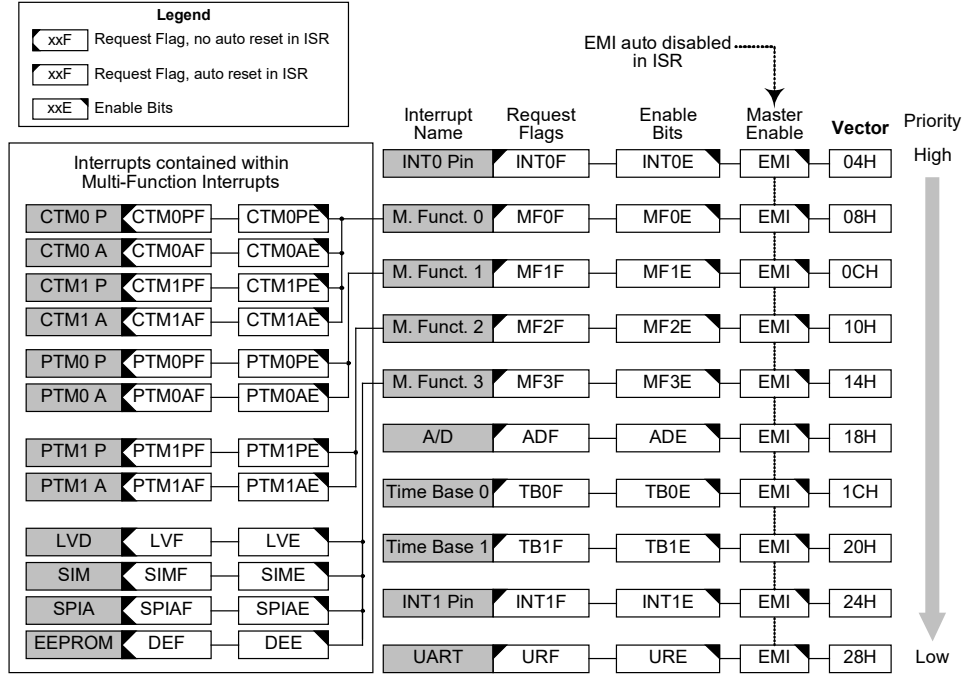 Legend
xxF Request Flag, no auto reset in ISR
xxF Request Flag, auto reset in ISR
xxE Enable Bits
EMI auto disabled
in ISR
Interrupt Name Request Flags Enable Bits Master Enable Vector Priority
INT0 Pin INT0F INT0E EMI 04H High
M. Funct. 0 MF0F MF0E EMI 08H
M. Funct. 1 MF1F MF1E EMI 0CH
M. Funct. 2 MF2F MF2E EMI 10H
M. Funct. 3 MF3F MF3E EMI 14H
A/D ADF ADE EMI 18H
Time Base 0 TB0F TB0E EMI 1CH
Time Base 1 TB1F TB1E EMI 20H
INT1 Pin INT1F INT1E EMI 24H
UART URF URE EMI 28H Low
Interrupts contained within
Multi-Function Interrupts
CTM0 P CTM0PF CTM0PE
CTM0 A CTM0AF CTM0AE
CTM1 P CTM1PF CTM1PE
CTM1 A CTM1AF CTM1AE
PTM0 P PTM0PF PTM0PE
PTM0 A PTM0AF PTM0AE
PTM1 P PTM1PF PTM1PE
PTM1 A PTM1AF PTM1AE
LVD LVF LVE
SIM SIMF SIME
SPIA SPIAF SPIAE
EEPROM DEF DEE